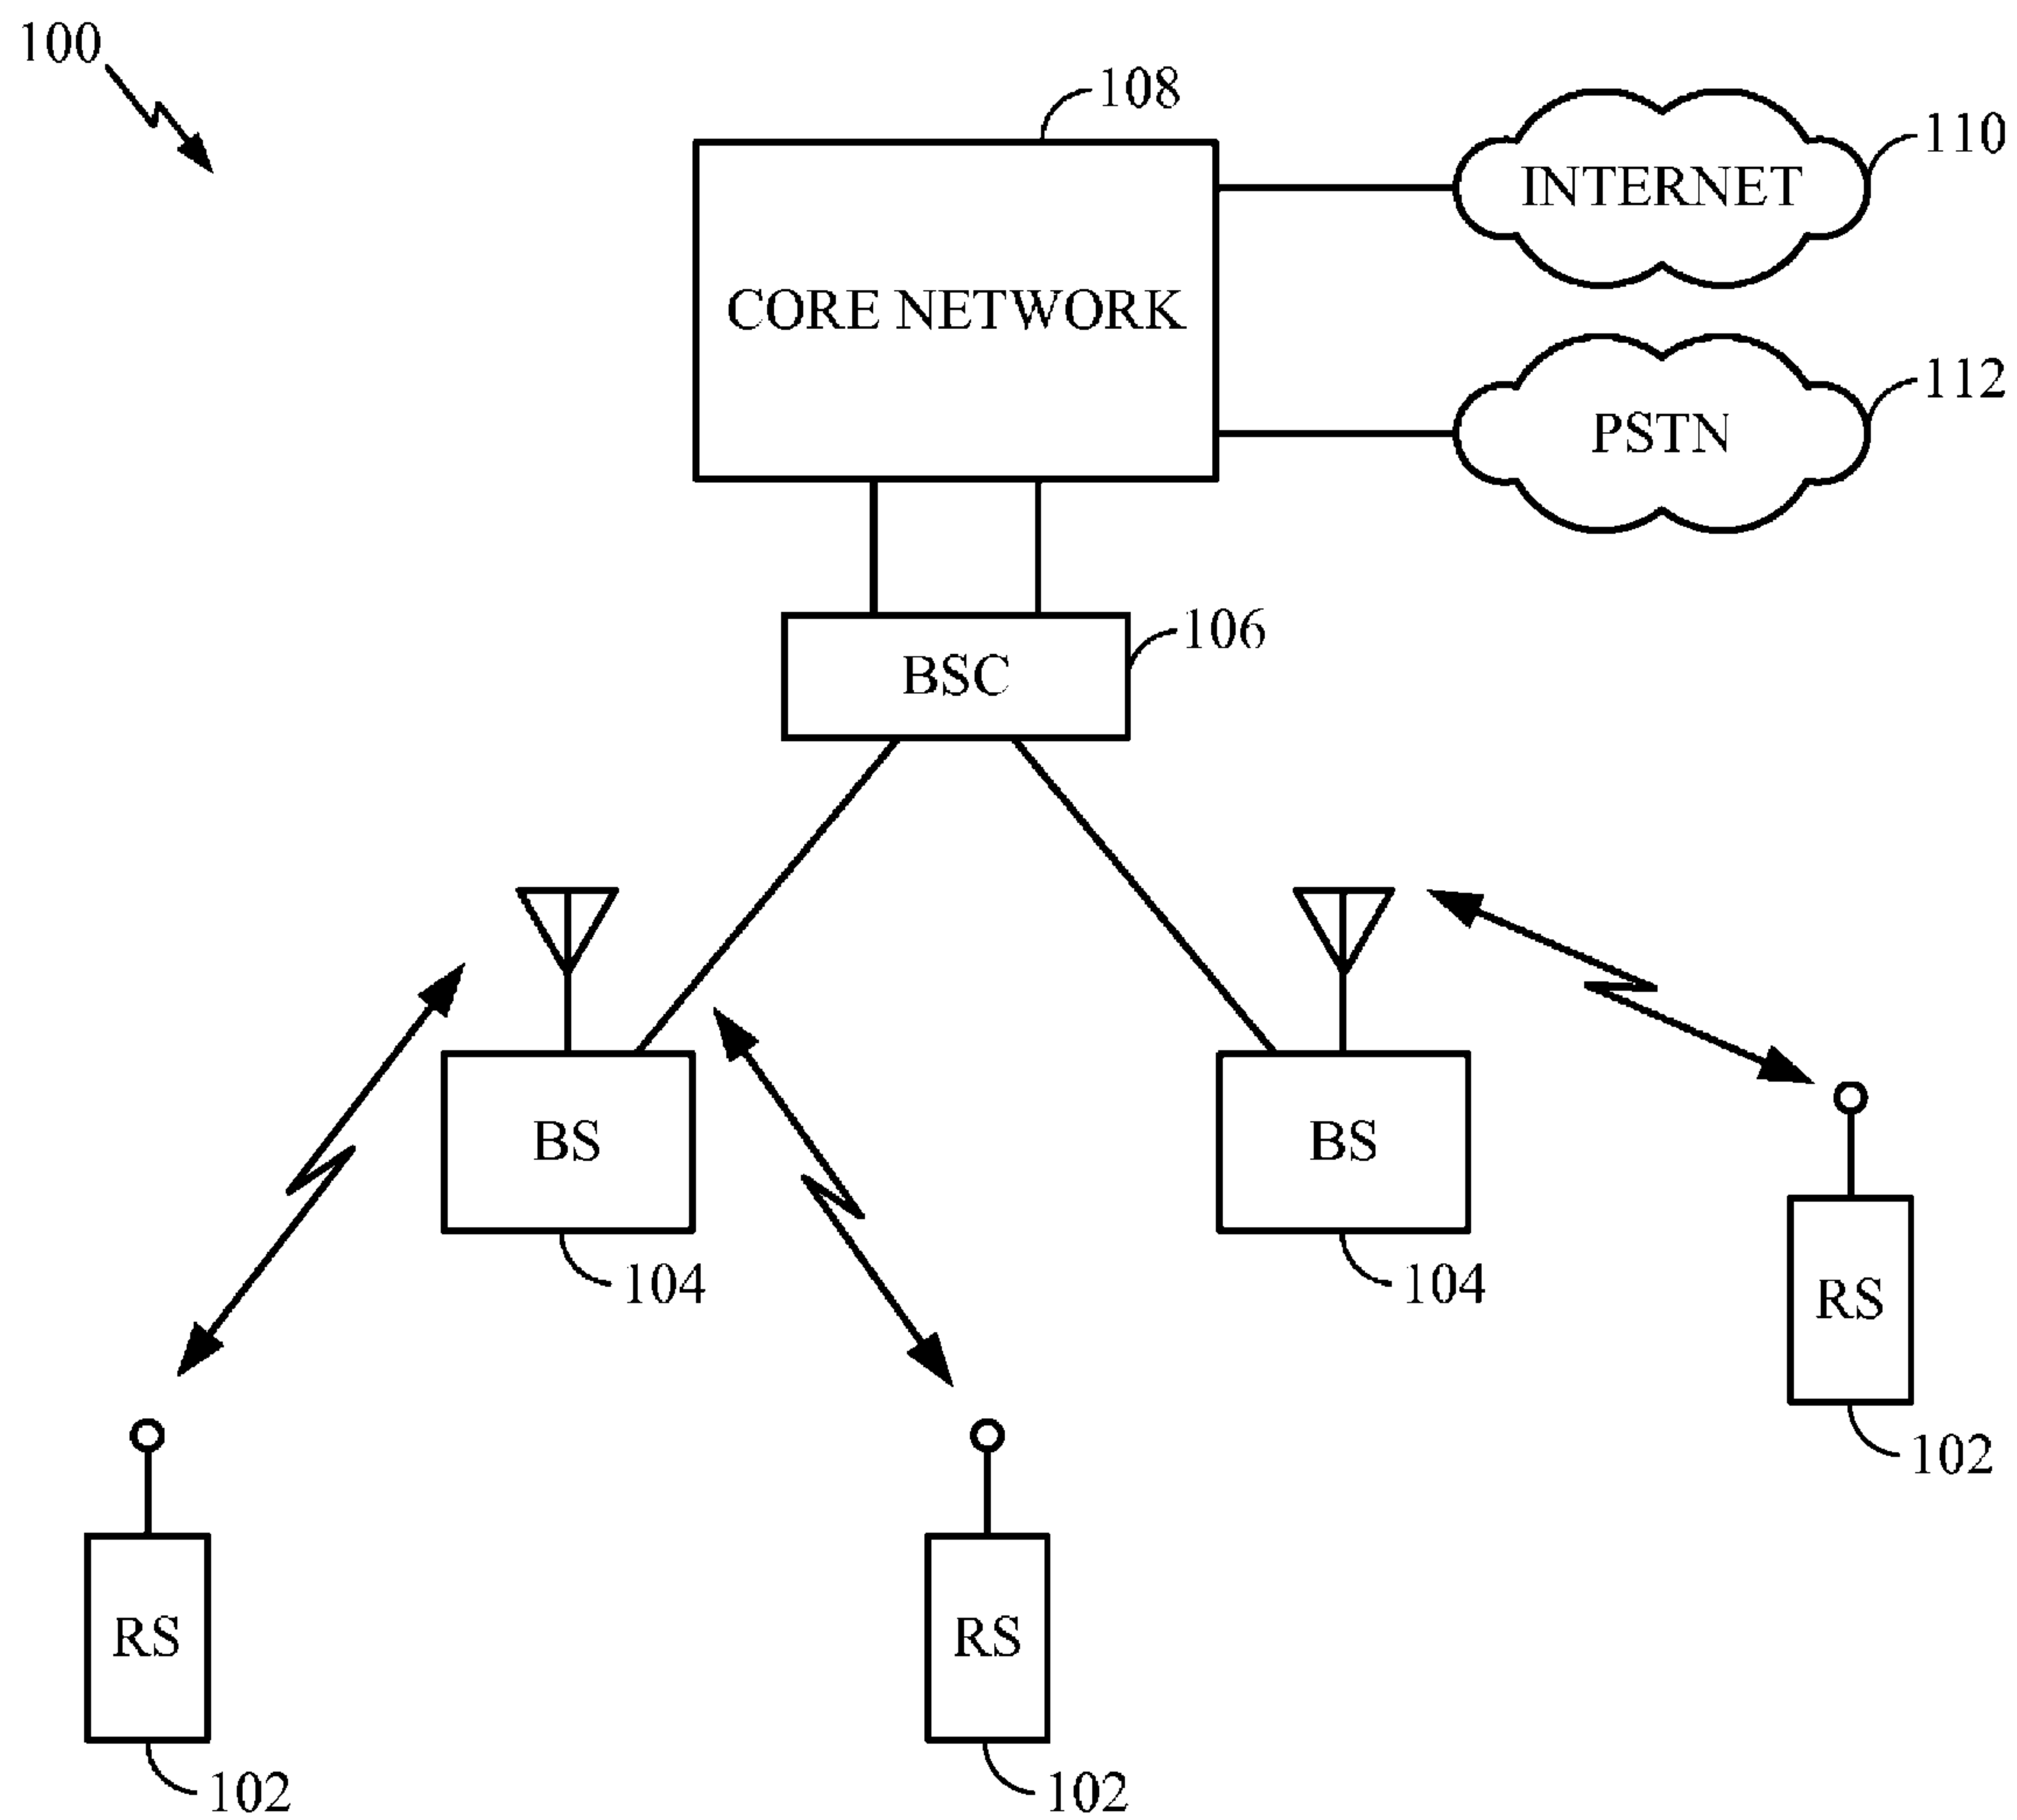 100
108
110
INTERNET
CORE NETWORK
112
PSTN
106
BSC
BS
BS
104
104
RS
102
RS
RS
102
102